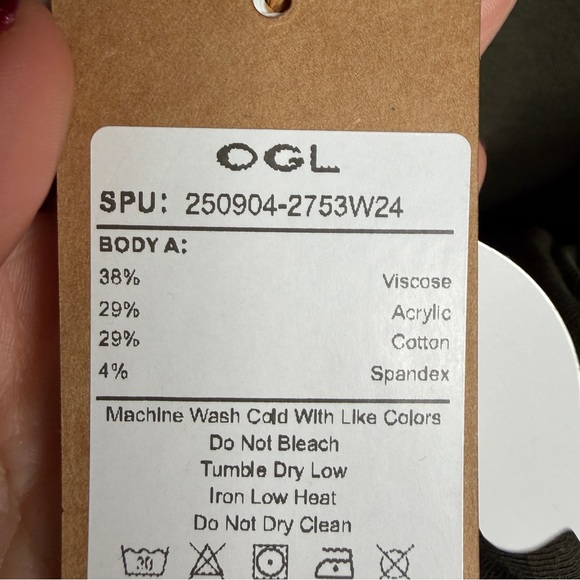 OGL
SPU: 250904-2753W24
BODY A:
38% Viscose
29% Acrylic
29% Cotton
4% Spandex
Machine Wash Cold With Like Colors
Do Not Bleach
Tumble Dry Low
Iron Low Heat
Do Not Dry Clean
30